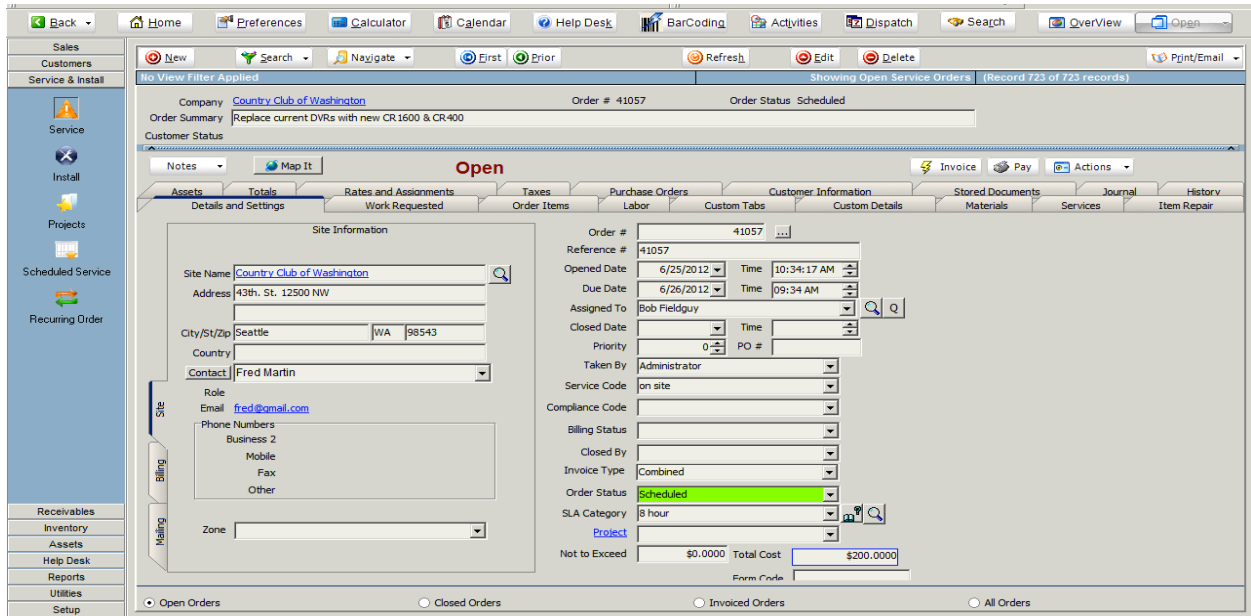 Back Home Preferences Calculator Calendar Help Desk BarCoding Activities Dispatch Search OverView Open
Sales
Customers
Service & Install
Service
Install
Projects
Scheduled Service
Recurring Order
Receivables
Inventory
Assets
Help Desk
Reports
Utilities
Setup
New Search Navigate First Prior Refresh Edit Delete Print/Email
No View Filter Applied Showing Open Service Orders (Record 723 of 723 records)
Company Country Club of Washington Order # 41057 Order Status Scheduled
Order Summary Replace current DVRs with new CR1600 & CR400
Customer Status
Notes Map It Open Invoice Pay Actions
Assets Totals Rates and Assignments Taxes Purchase Orders Customer Information Stored Documents Journal History
Details and Settings Work Requested Order Items Labor Custom Tabs Custom Details Materials Services Item Repair
Site
Billing
Mailing
Site Information
Site Name Country Club of Washington
Address 43th. St. 12500 NW
City/St/Zip Seattle WA 98543
Country
Contact Fred Martin
Role
Email fred@gmail.com
Phone Numbers
Business 2
Mobile
Fax
Other
Zone
Order # 41057 ...
Reference # 41057
Opened Date 6/25/2012 Time 10:34:17 AM
Due Date 6/26/2012 Time 09:34 AM
Assigned To Bob Fieldguy Q
Closed Date Time
Priority 0 PO #
Taken By Administrator
Service Code on site
Compliance Code
Billing Status
Closed By
Invoice Type Combined
Order Status Scheduled
SLA Category 8 hour
Project
Not to Exceed $0.0000 Total Cost $200.0000
Form Code
Open Orders Closed Orders Invoiced Orders All Orders